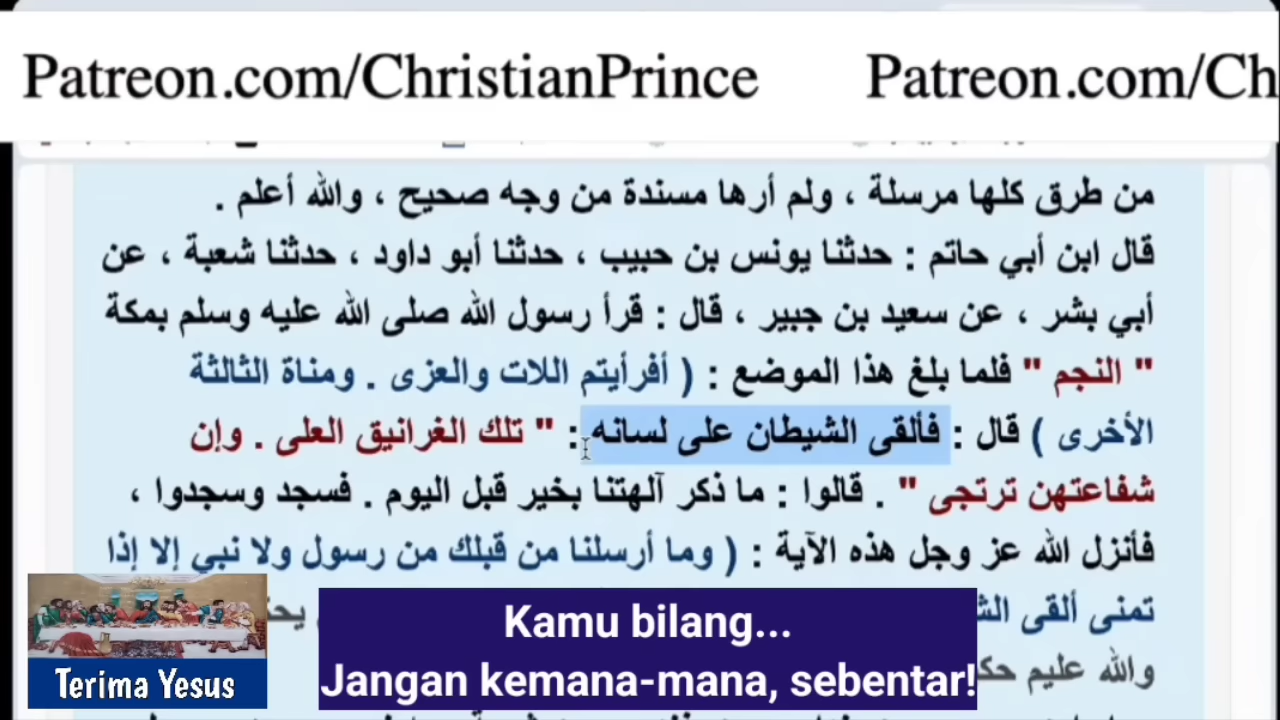 Patreon.com/ChristianPrince Patreon.com/Ch
من طرق كلها مرسلة ، ولم أرها مسندة من وجه صحيح ، والله أعلم .
قال ابن أبي حاتم : حدثنا يونس بن حبيب ، حدثنا أبو داود ، حدثنا شعبة ، عن
أبي بشر ، عن سعيد بن جبير ، قال : قرأ رسول الله صلى الله عليه وسلم بمكة
" النجم " فلما بلغ هذا الموضع : ( أفرأيتم اللات والعزى . ومناة الثالثة
الأخرى ) قال : فألقى الشيطان على لسانه : " تلك الغرانيق العلى . وإن
شفاعتهن ترتجى " . قالوا : ما ذكر آلهتنا بخير قبل اليوم . فسجد وسجدوا ،
فأنزل الله عز وجل هذه الآية : ( وما أرسلنا من قبلك من رسول ولا نبي إلا إذا
تمنى ألقى
والله عليم
Kamu bilang...
Jangan kemana-mana, sebentar!
Terima Yesus